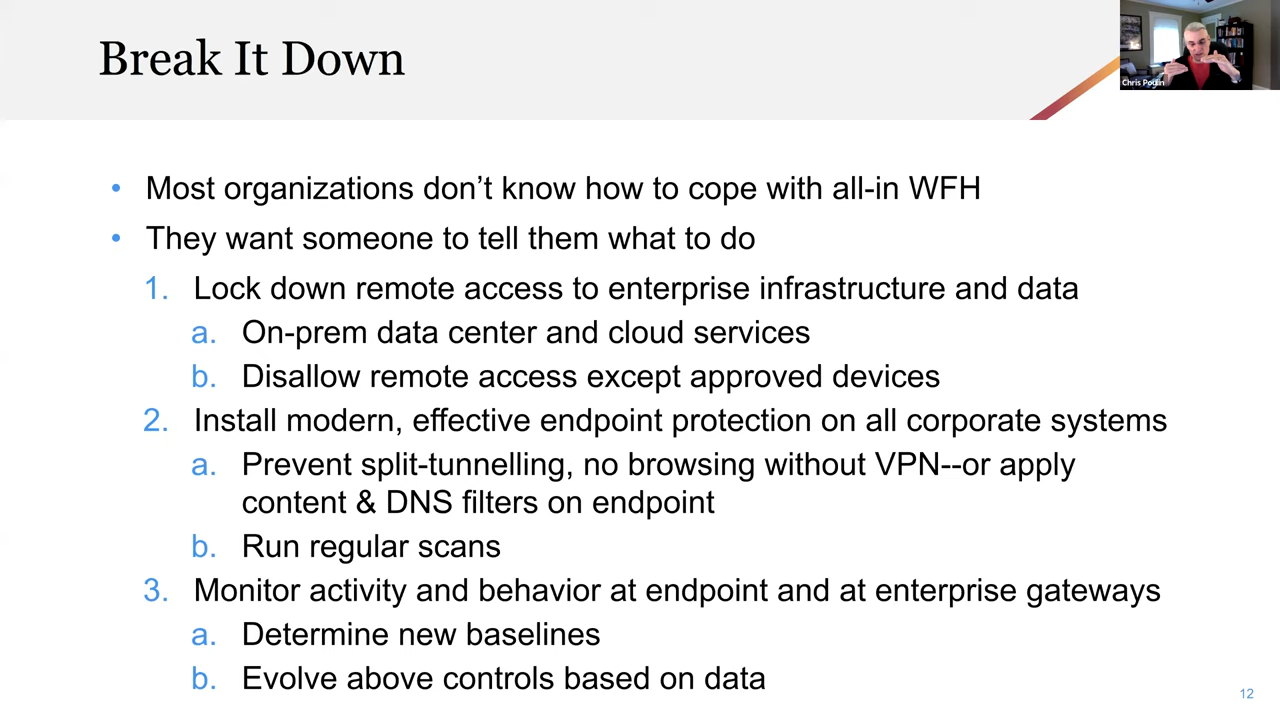 Break It Down
Chris Poulin
• Most organizations don’t know how to cope with all-in WFH
• They want someone to tell them what to do
1. Lock down remote access to enterprise infrastructure and data
a. On-prem data center and cloud services
b. Disallow remote access except approved devices
2. Install modern, effective endpoint protection on all corporate systems
a. Prevent split-tunnelling, no browsing without VPN--or apply
content & DNS filters on endpoint
b. Run regular scans
3. Monitor activity and behavior at endpoint and at enterprise gateways
a. Determine new baselines
b. Evolve above controls based on data
12